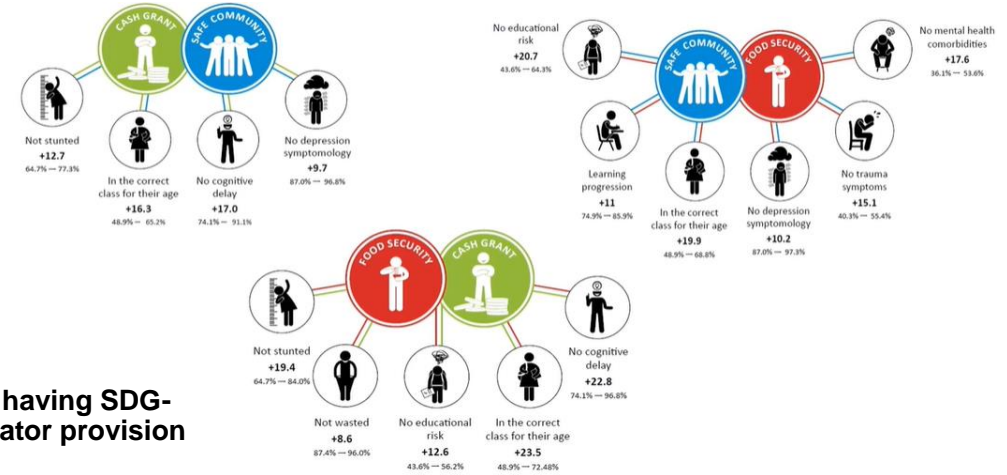 CASH GRANT
SAFE COMMUNITY
Not stunted
+12.7
64.7% — 77.3%
In the correct
class for their age
+16.3
48.9% — 65.2%
No cognitive
delay
+17.0
74.1% — 91.1%
No depression
symptomology
+9.7
87.0% — 96.8%
SAFE COMMUNITY
FOOD SECURITY
No educational
risk
+20.7
43.6% — 64.3%
Learning
progression
+11
74.9% — 85.9%
In the correct
class for their age
+19.9
48.9% — 68.8%
No depression
symptomology
+10.2
87.0% — 97.3%
No trauma
symptoms
+15.1
40.3% — 55.4%
No mental health
comorbidities
+17.6
36.1% — 53.6%
FOOD SECURITY
CASH GRANT
Not stunted
+19.4
64.7% — 84.0%
Not wasted
+8.6
87.4% — 96.0%
No educational
risk
+12.6
43.6% — 56.2%
In the correct
class for their age
+23.5
48.9% — 72.48%
No cognitive
delay
+22.8
74.1% — 96.8%
having SDG-
ator provision